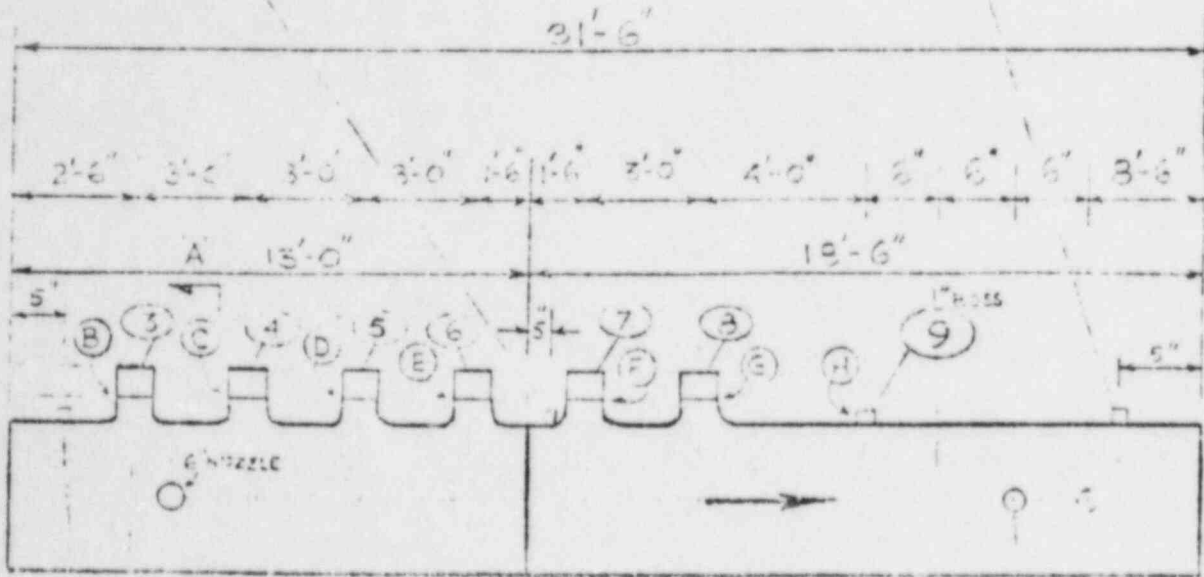 31'-6"
2'-6" 3'-0" 3'-0" 3'-0" 1'-6" 1'-6" 3'-0" 4'-0" 6" 6" 6" 8'-6"
A 13'-0" 18'-6"
5" B 3 C 4 D 5 E 6 5" 7 F 8 G H 9 5"
1" BOSS
6" NOZZLE